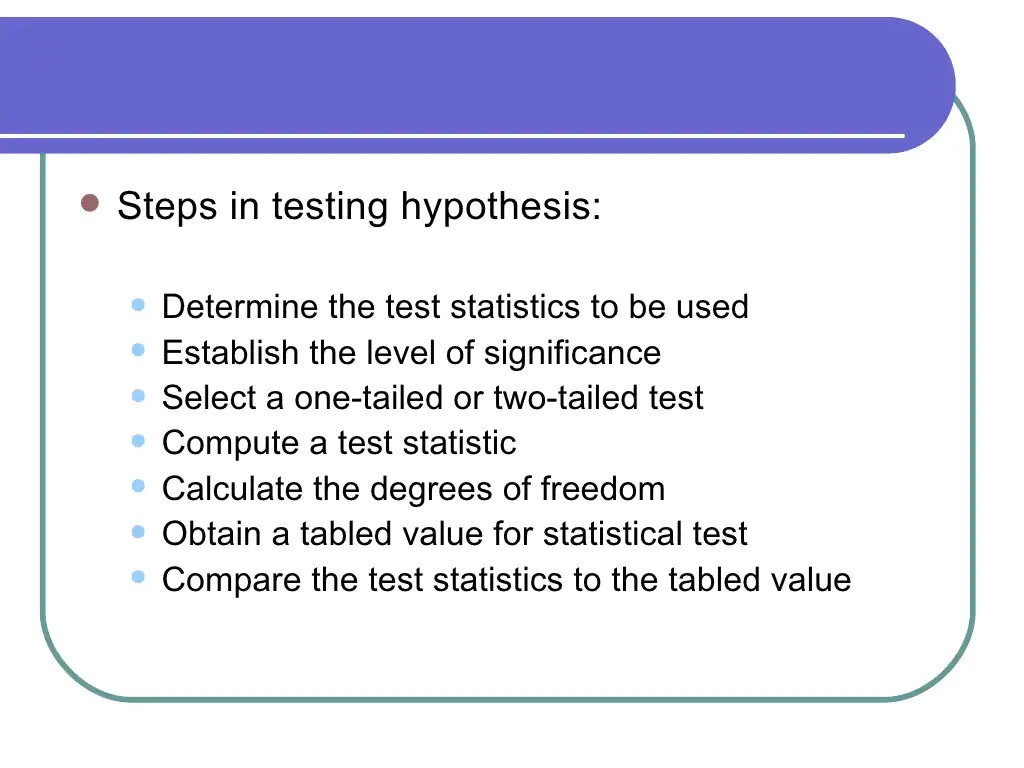 Steps in testing hypothesis:
Determine the test statistics to be used
Establish the level of significance
Select a one-tailed or two-tailed test
Compute a test statistic
Calculate the degrees of freedom
Obtain a tabled value for statistical test
Compare the test statistics to the tabled value